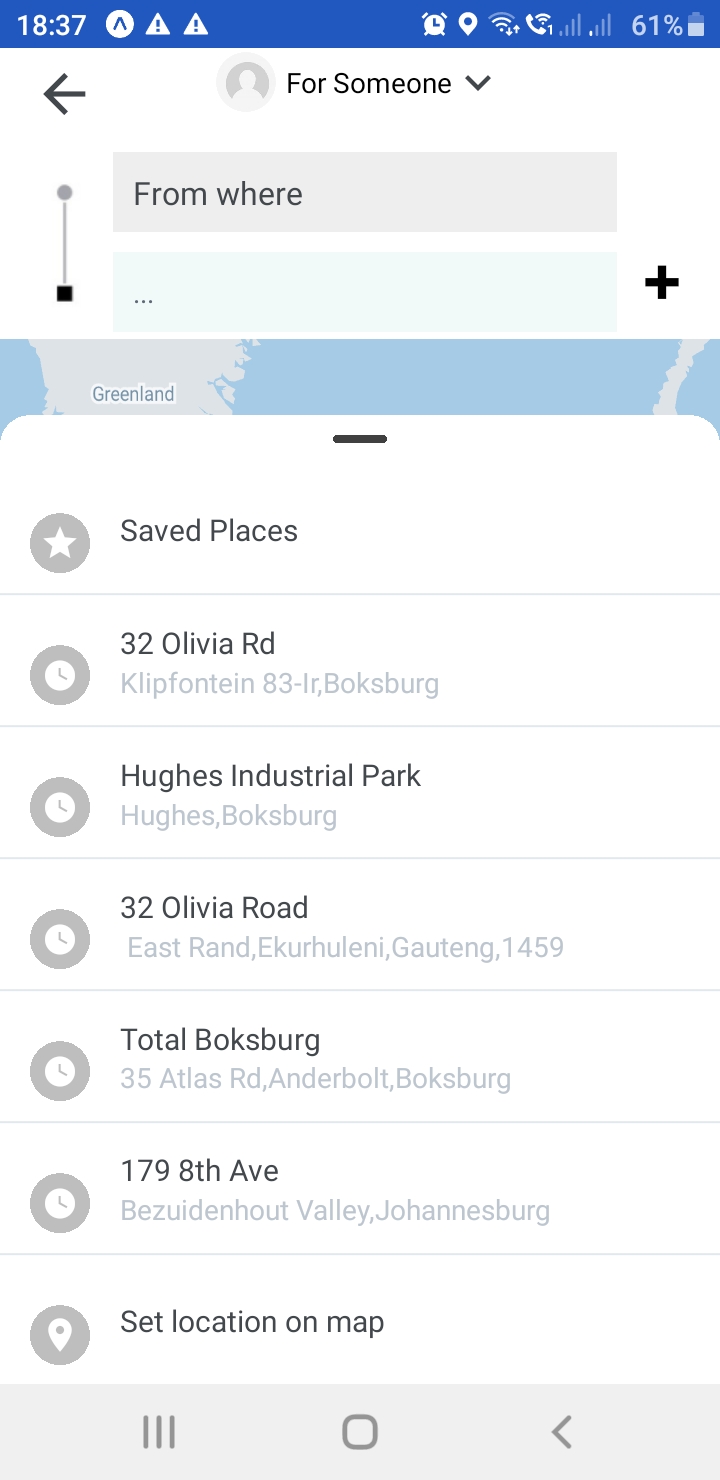 18:37
61%
For Someone
From where
...
Greenland
Saved Places
32 Olivia Rd
Klipfontein 83-Ir,Boksburg
Hughes Industrial Park
Hughes,Boksburg
32 Olivia Road
East Rand,Ekurhuleni,Gauteng,1459
Total Boksburg
35 Atlas Rd,Anderbolt,Boksburg
179 8th Ave
Bezuidenhout Valley,Johannesburg
Set location on map